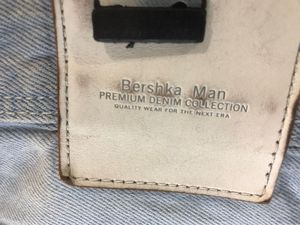 Bershka Man
PREMIUM DENIM COLLECTION
QUALITY WEAR FOR THE NEXT ERA